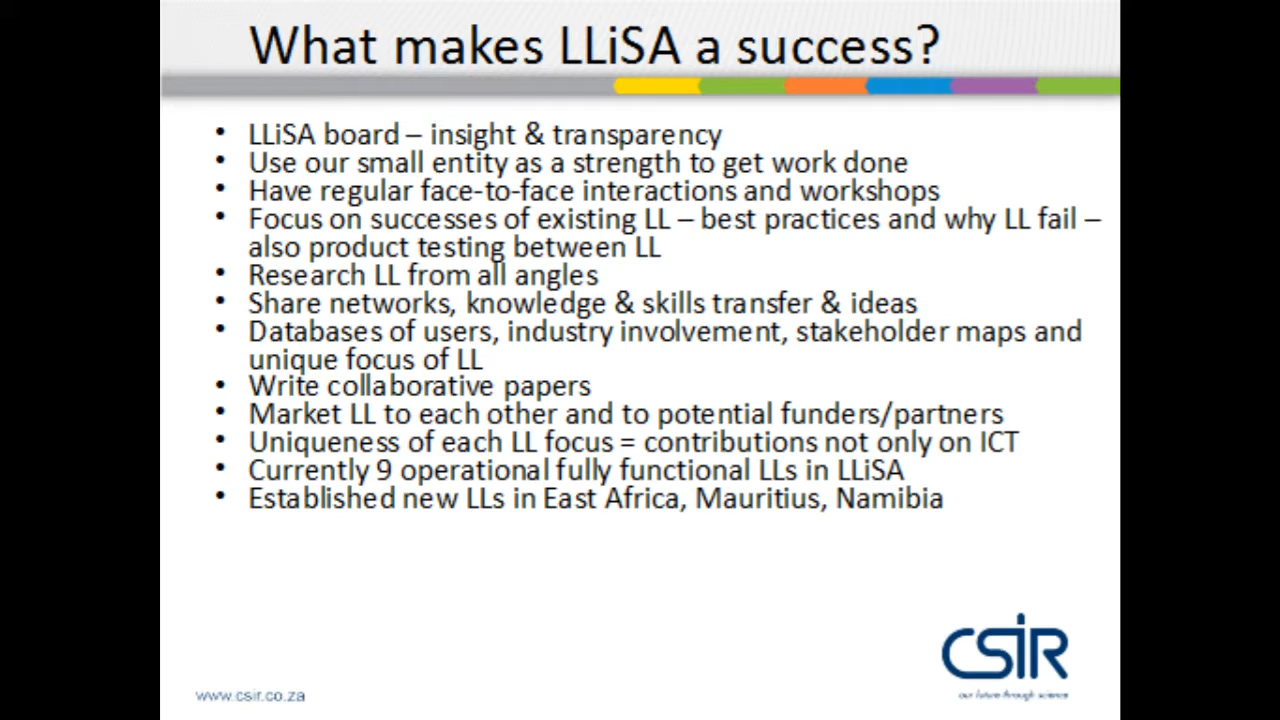 What makes LLiSA a success?
• LLiSA board – insight & transparency
• Use our small entity as a strength to get work done
• Have regular face-to-face interactions and workshops
• Focus on successes of existing LL – best practices and why LL fail –
also product testing between LL
• Research LL from all angles
• Share networks, knowledge & skills transfer & ideas
• Databases of users, industry involvement, stakeholder maps and
unique focus of LL
• Write collaborative papers
• Market LL to each other and to potential funders/partners
• Uniqueness of each LL focus = contributions not only on ICT
• Currently 9 operational fully functional LLs in LLiSA
• Established new LLs in East Africa, Mauritius, Namibia
CSIR
our future through science
www.csir.co.za